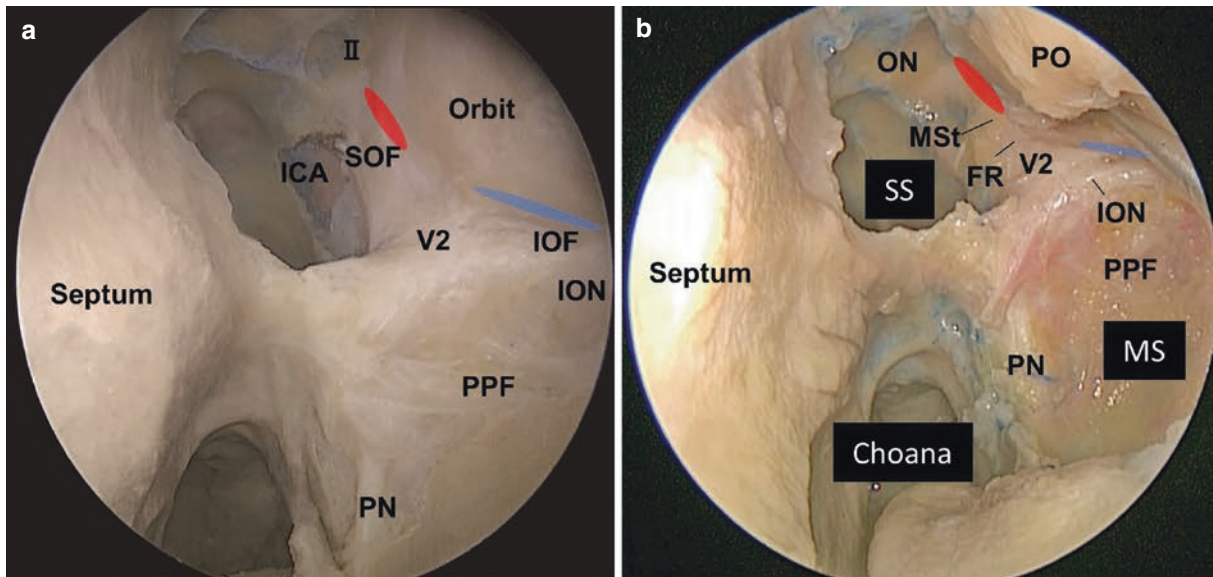 a
II
Orbit
SOF
ICA
V2
IOF
Septum
ION
PPF
PN
b
PO
ON
MSt
V2
FR
SS
ION
Septum
PPF
MS
PN
Choana